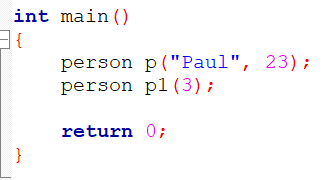 int main()
{
    person p("Paul", 23);
    person p1(3);
    return 0;
}